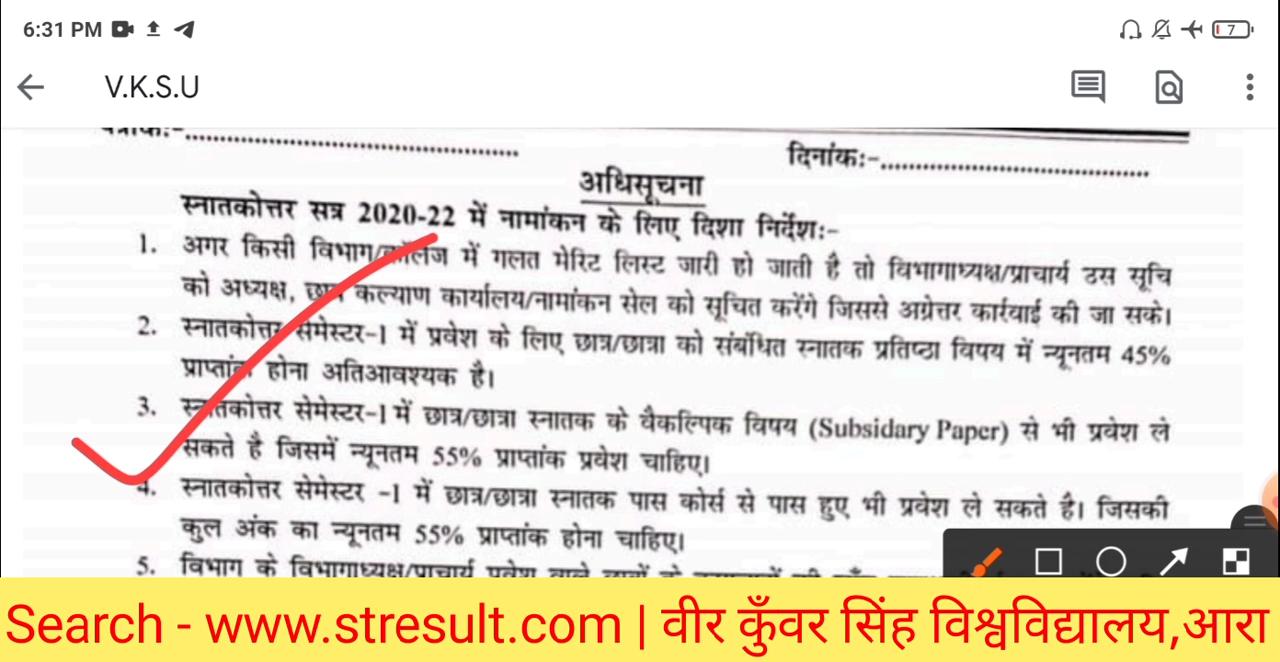 6:31 PM
7
V.K.S.U
पत्रांक:-
दिनांक:-
अधिसूचना
स्नातकोत्तर सत्र 2020-22 में नामांकन के लिए दिशा निर्देश:-
1. अगर किसी विभाग/कॉलेज में गलत मेरिट लिस्ट जारी हो जाती है तो विभागाध्यक्ष/प्राचार्य उस सूचि
को अध्यक्ष, छात्र कल्याण कार्यालय/नामांकन सेल को सूचित करेंगे जिससे अग्रेत्तर कार्रवाई की जा सके।
2. स्नातकोत्तर सेमेस्टर-1 में प्रवेश के लिए छात्र/छात्रा को संबंधित स्नातक प्रतिष्ठा विषय में न्यूनतम 45%
प्राप्तांक होना अतिआवश्यक है।
3. स्नातकोत्तर सेमेस्टर-1 में छात्र/छात्रा स्नातक के वैकल्पिक विषय (Subsidary Paper) से भी प्रवेश ले
सकते है जिसमें न्यूनतम 55% प्राप्तांक प्रवेश चाहिए।
4. स्नातकोत्तर सेमेस्टर -1 में छात्र/छात्रा स्नातक पास कोर्स से पास हुए भी प्रवेश ले सकते है। जिसकी
कुल अंक का न्यूनतम 55% प्राप्तांक होना चाहिए।
5. विभाग के विभागाध्यक्ष/प्राचार्य प्रवेश वाले
Search - www.stresult.com | वीर कुँवर सिंह विश्वविद्यालय,आरा